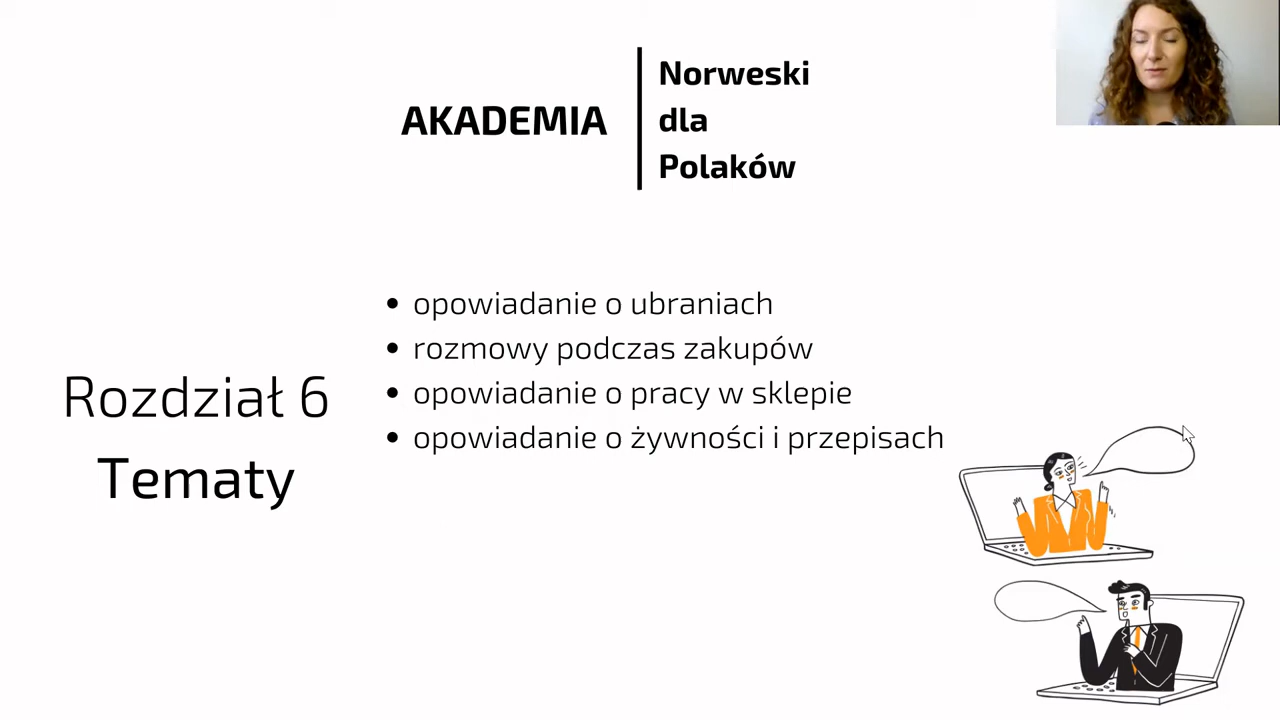 AKADEMIA
Norweski
dla
Polaków
Rozdział 6
Tematy
opowiadanie o ubraniach
rozmowy podczas zakupów
opowiadanie o pracy w sklepie
opowiadanie o żywności i przepisach